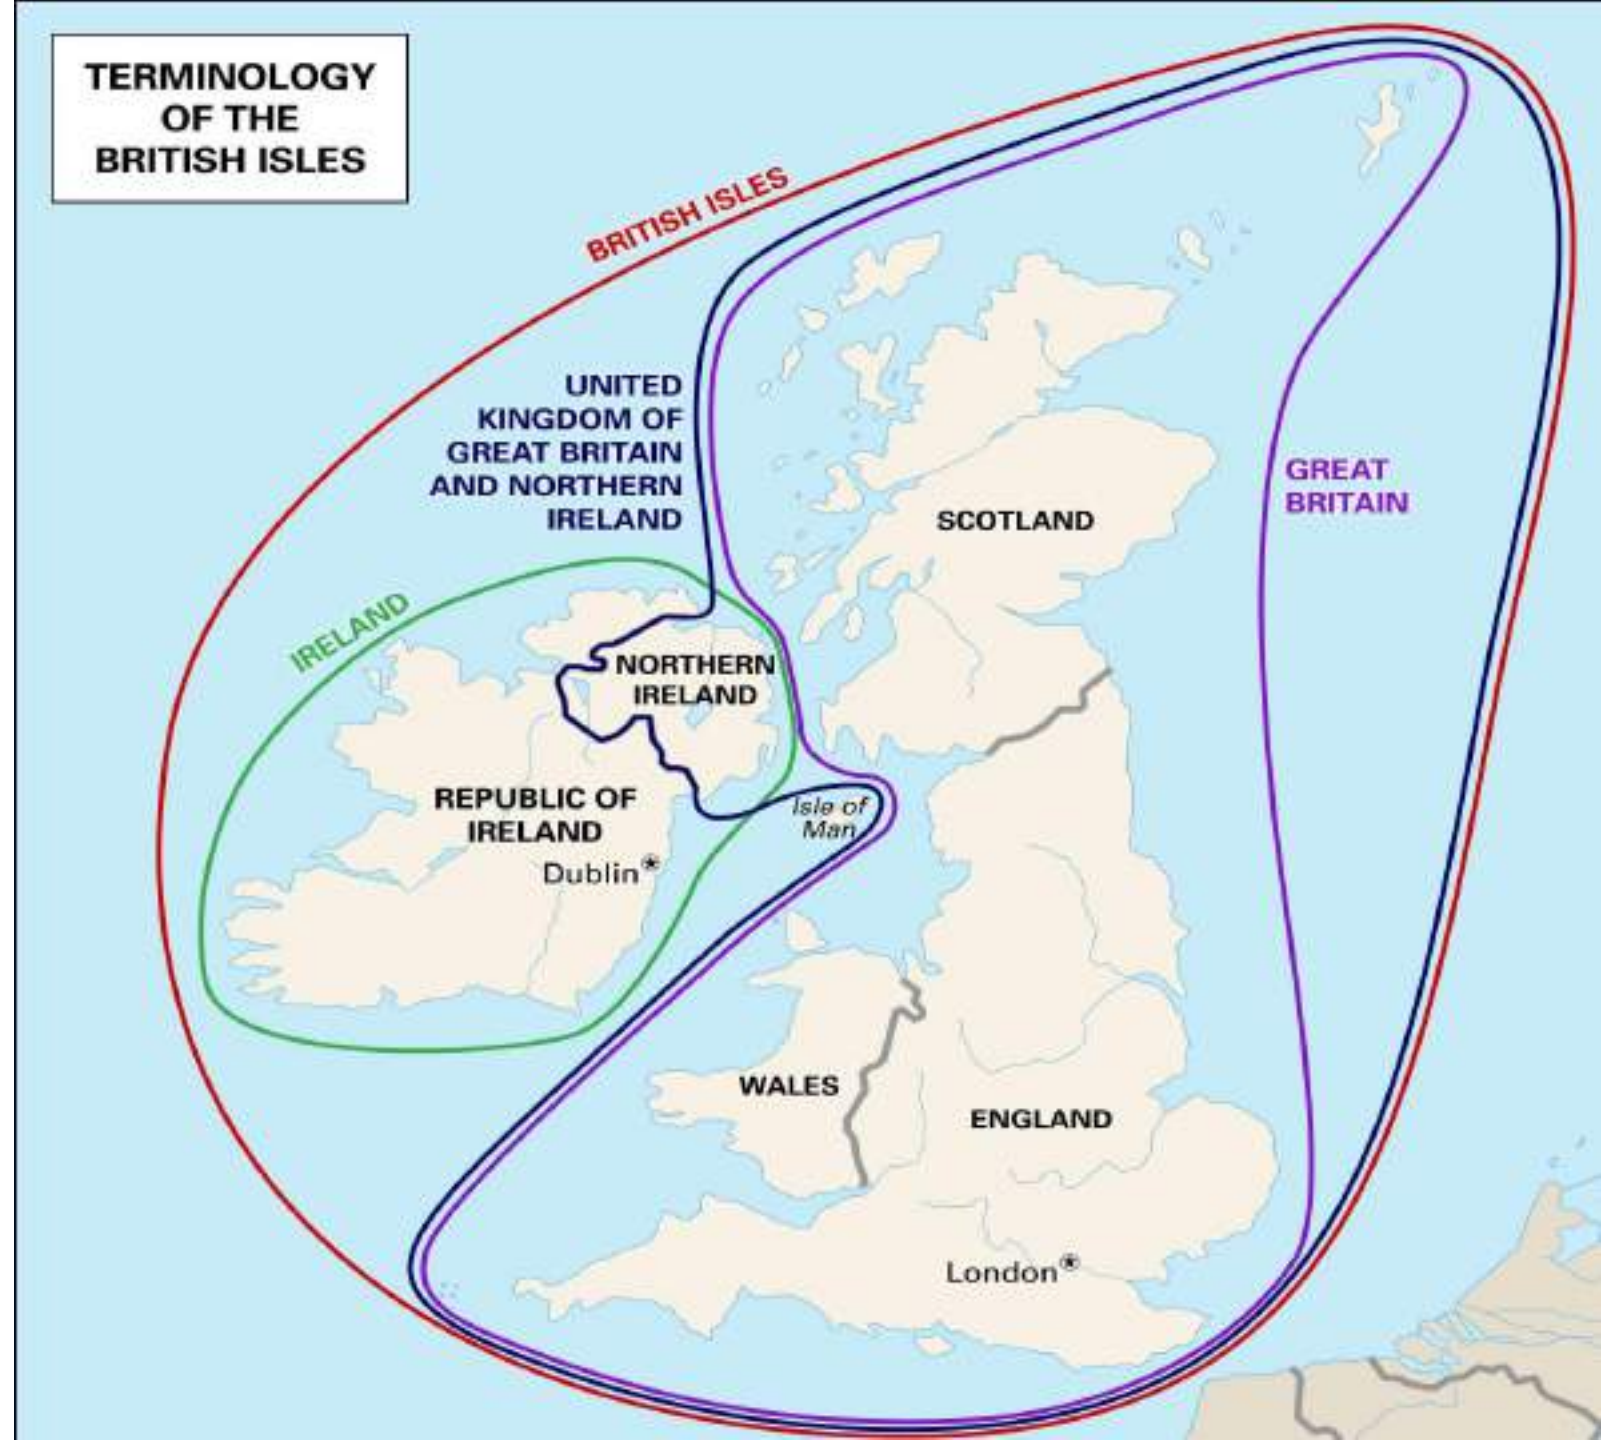 TERMINOLOGY
OF THE
BRITISH ISLES
BRITISH ISLES
UNITED
KINGDOM OF
GREAT BRITAIN
AND NORTHERN
IRELAND
GREAT
BRITAIN
SCOTLAND
IRELAND
NORTHERN
IRELAND
REPUBLIC OF
IRELAND
Isle of
Man
Dublin
WALES
ENGLAND
London